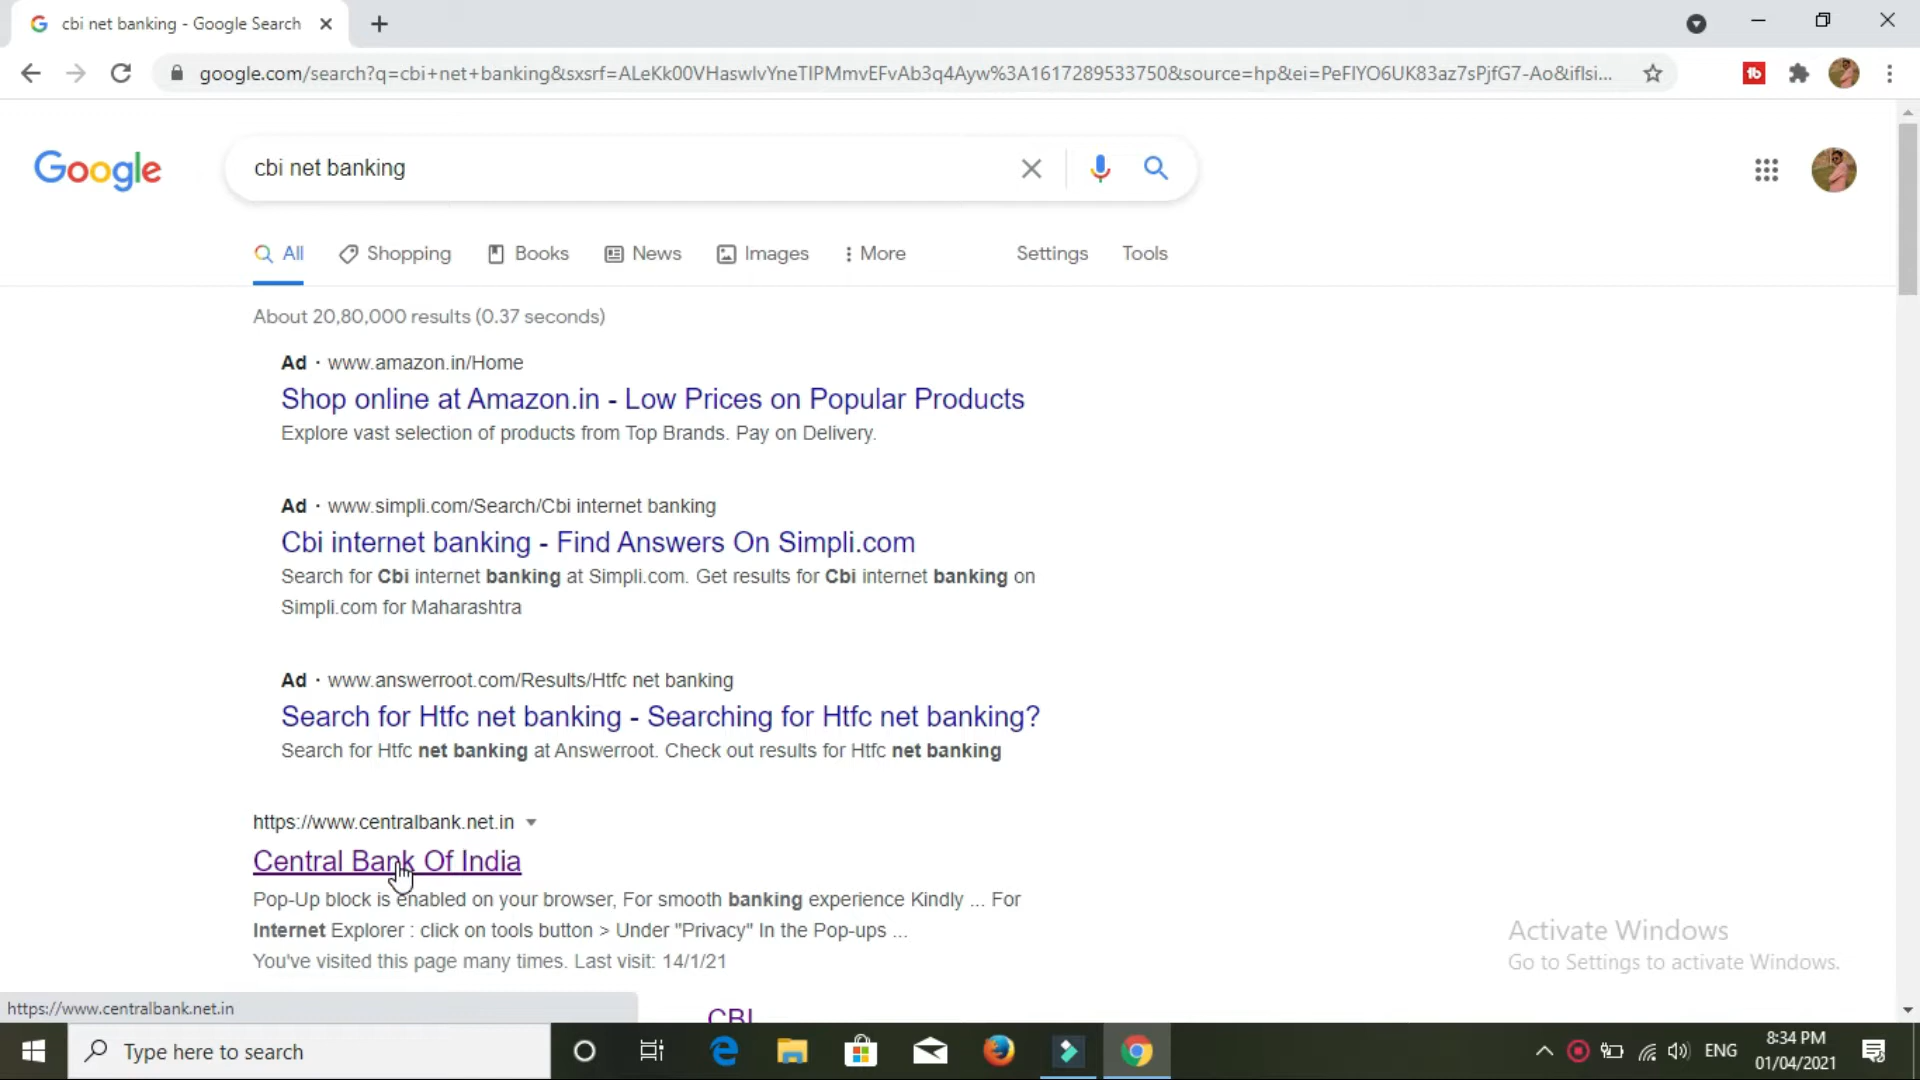 cbi net banking - Google Search
google.com/search?q=cbi+net+banking&sxsrf=ALeKk00VHaswlvYneTIPMmvEFvAb3q4Ayw%3A1617289533750&source=hp&ei=PeFlYO6UK83az7sPjfG7-Ao&iflsi...
Google
cbi net banking
All Shopping Books News Images More Settings Tools
About 20,80,000 results (0.37 seconds)
Ad · www.amazon.in/Home
Shop online at Amazon.in - Low Prices on Popular Products
Explore vast selection of products from Top Brands. Pay on Delivery.
Ad · www.simpli.com/Search/Cbi internet banking
Cbi internet banking - Find Answers On Simpli.com
Search for Cbi internet banking at Simpli.com. Get results for Cbi internet banking on
Simpli.com for Maharashtra
Ad · www.answerroot.com/Results/Htfc net banking
Search for Htfc net banking - Searching for Htfc net banking?
Search for Htfc net banking at Answerroot. Check out results for Htfc net banking
https://www.centralbank.net.in
Central Bank Of India
Pop-Up block is enabled on your browser, For smooth banking experience Kindly ... For
Internet Explorer : click on tools button > Under "Privacy" In the Pop-ups ...
You've visited this page many times. Last visit: 14/1/21
Activate Windows
Go to Settings to activate Windows.
https://www.centralbank.net.in
CBI
Type here to search
ENG
8:34 PM
01/04/2021